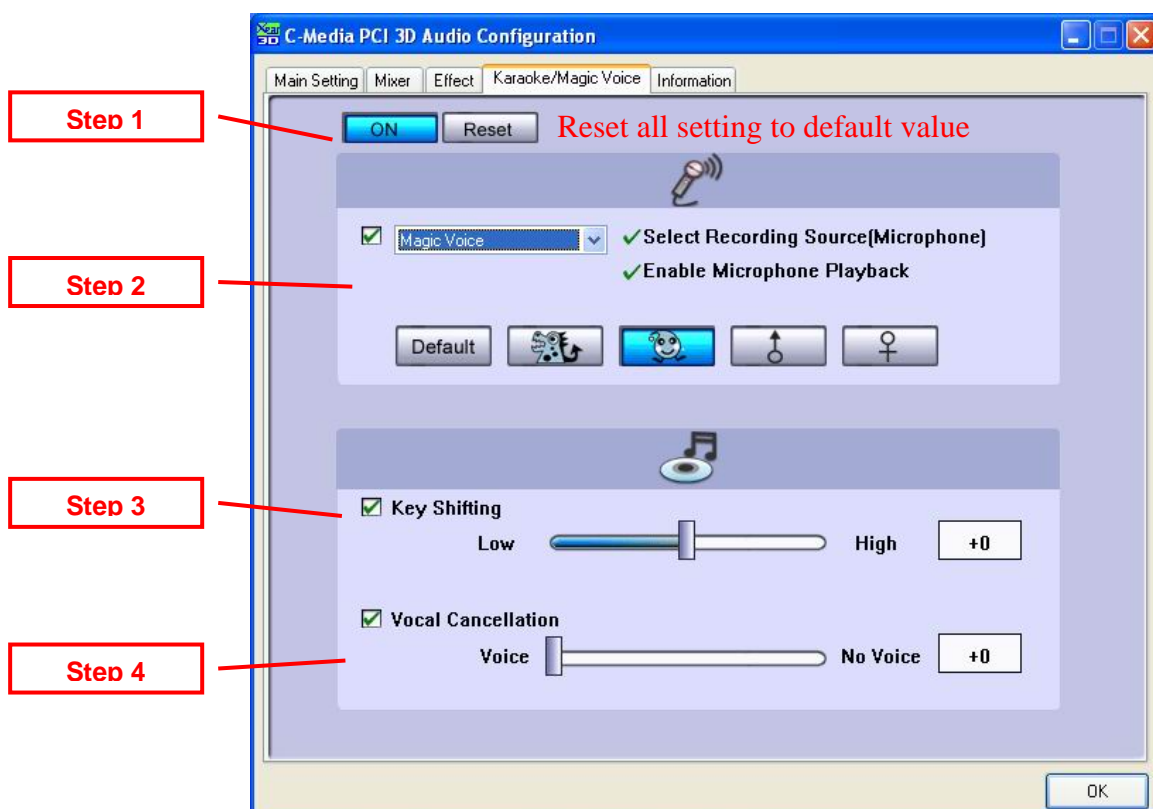 Xear 3D C-Media PCI 3D Audio Configuration
Main Setting Mixer Effect Karaoke/Magic Voice Information
Step 1
ON Reset Reset all setting to default value
Magic Voice ✓Select Recording Source(Microphone)
✓Enable Microphone Playback
Step 2
Default
Step 3
Key Shifting
Low High +0
Vocal Cancellation
Voice No Voice +0
Step 4
OK